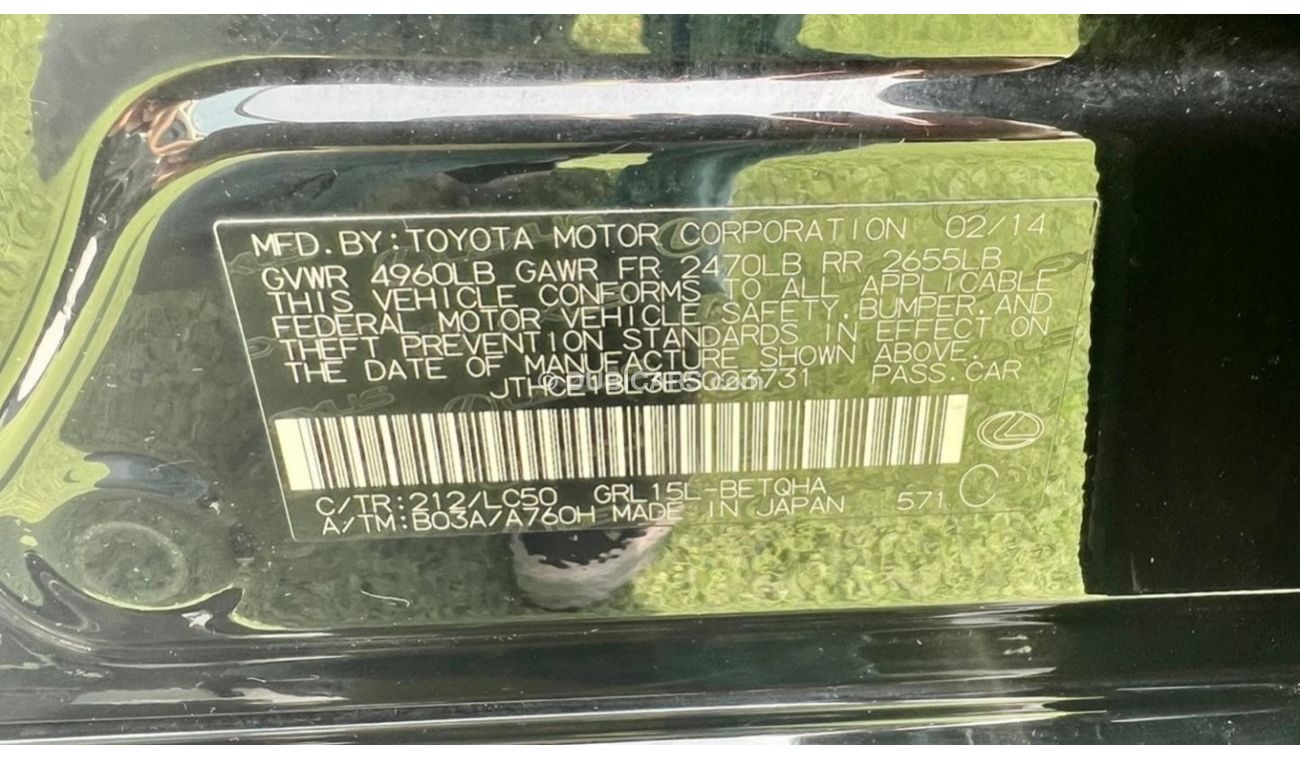 MFD.BY:TOYOTA MOTOR CORPORATION 02/14
GVWR 4960LB GAWR FR 2470LB RR 2655LB
THIS VEHICLE CONFORMS TO ALL APPLICABLE
FEDERAL MOTOR VEHICLE SAFETY.BUMPER.AND
THEFT PREVENTION STANDARDS IN EFFECT ON
THE DATE OF MANUFACTURE SHOWN ABOVE.
PASS.CAR
C/TR:212/LC50 GRL15L-BETQHA 571 C
A/TM:B03A/A760H MADE IN JAPAN